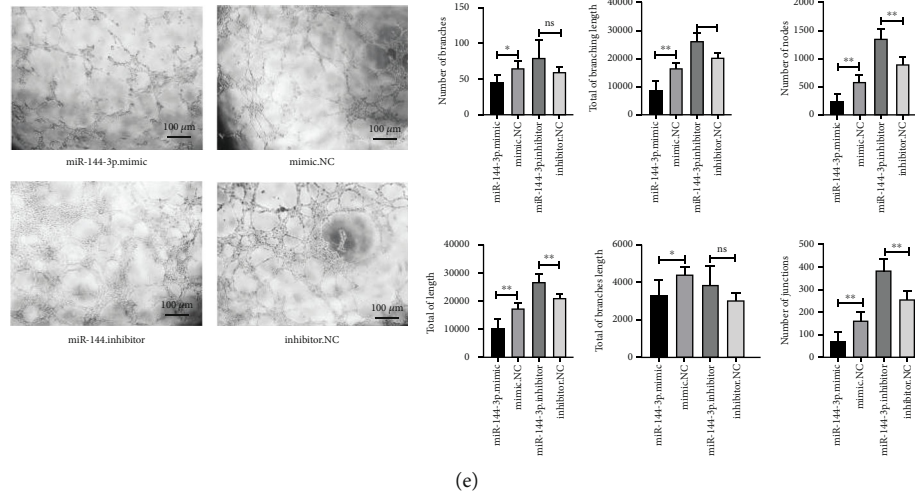 100 μm
100 μm
miR-144-3p.mimic
mimic.NC
100 μm
100 μm
miR-144.inhibitor
inhibitor.NC
Number of branches
150
100
50
0
*
ns
miR-144-3p.mimic
mimic.NC
miR-144-3p.inhibitor
inhibitor.NC
Total of branching length
40000
30000
20000
10000
0
**
miR-144-3p.mimic
mimic.NC
miR-144-3p.inhibitor
inhibitor.NC
Number of nodes
2000
1500
1000
500
0
**
**
miR-144-3p.mimic
mimic.NC
miR-144-3p.inhibitor
inhibitor.NC
Total of length
40000
30000
20000
10000
0
**
**
miR-144-3p.mimic
mimic.NC
miR-144-3p.inhibitor
inhibitor.NC
Total of branches length
6000
4000
2000
0
*
ns
miR-144-3p.mimic
mimic.NC
miR-144-3p.inhibitor
inhibitor.NC
Number of junctions
500
400
300
200
100
0
**
**
miR-144-3p.mimic
mimic.NC
miR-144-3p.inhibitor
inhibitor.NC
(e)